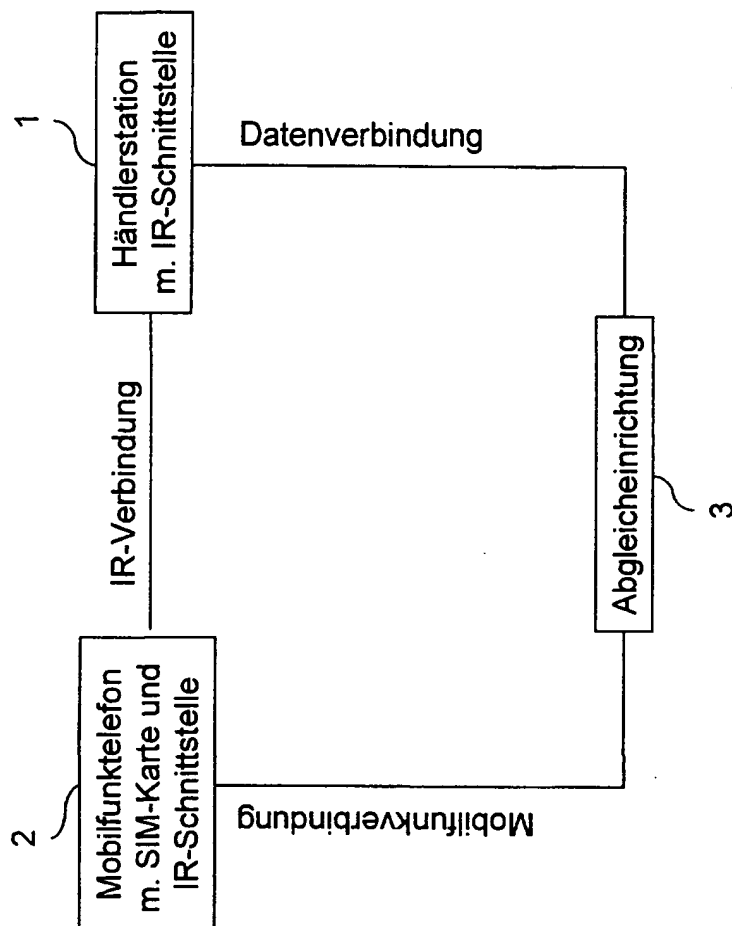 2
Mobilfunktelefon
m. SIM-Karte und
IR-Schnittstelle
IR-Verbindung
1
Händlerstation
m. IR-Schnittstelle
Mobilfunkverbindung
Datenverbindung
Abgleicheinrichtung
3